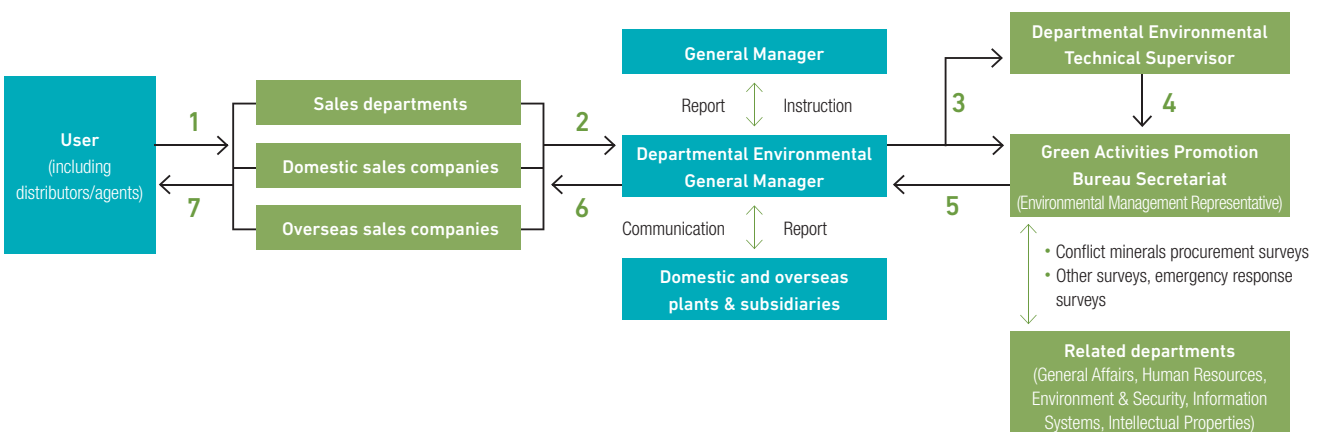 User
(including
distributors/agents)
1
7
Sales departments
Domestic sales companies
Overseas sales companies
2
6
General Manager
Report
Instruction
Departmental Environmental
General Manager
Communication
Report
Domestic and overseas
plants & subsidiaries
3
5
Departmental Environmental
Technical Supervisor
4
Green Activities Promotion
Bureau Secretariat
(Environmental Management Representative)
• Conflict minerals procurement surveys
• Other surveys, emergency response
surveys
Related departments
(General Affairs, Human Resources,
Environment & Security, Information
Systems, Intellectual Properties)